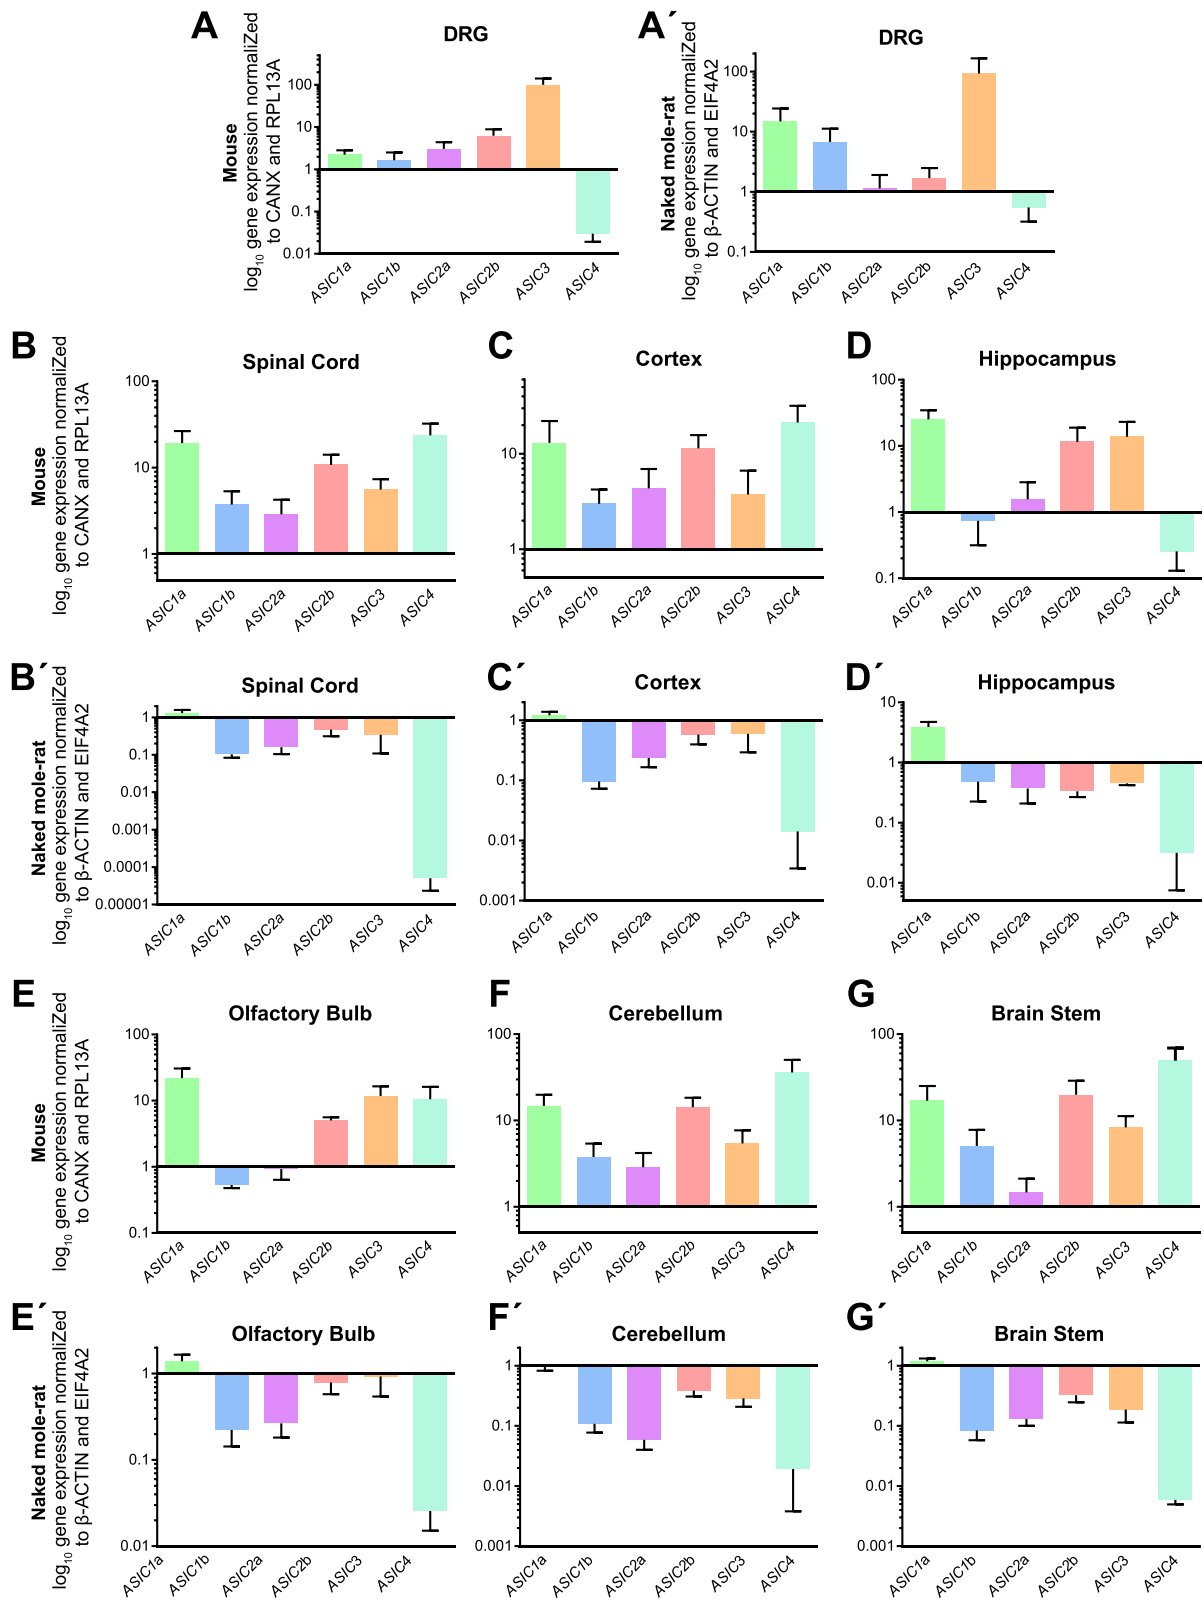 A
DRG
Mouse
log10 gene expression normaliZed
to CANX and RPL13A
100
10
1
0.1
0.01
ASIC1a
ASIC1b
ASIC2a
ASIC2b
ASIC3
ASIC4
A´
DRG
Naked mole-rat
log10 gene expression normaliZed
to β-ACTIN and EIF4A2
100
10
1
0.1
ASIC1a
ASIC1b
ASIC2a
ASIC2b
ASIC3
ASIC4
B
Spinal Cord
Mouse
log10 gene expression normaliZed
to CANX and RPL13A
100
10
1
ASIC1a
ASIC1b
ASIC2a
ASIC2b
ASIC3
ASIC4
C
Cortex
10
1
ASIC1a
ASIC1b
ASIC2a
ASIC2b
ASIC3
ASIC4
D
Hippocampus
100
10
1
0.1
ASIC1a
ASIC1b
ASIC2a
ASIC2b
ASIC3
ASIC4
B´
Spinal Cord
Naked mole-rat
log10 gene expression normaliZed
to β-ACTIN and EIF4A2
1
0.1
0.01
0.001
0.0001
0.00001
ASIC1a
ASIC1b
ASIC2a
ASIC2b
ASIC3
ASIC4
C´
Cortex
1
0.1
0.01
0.001
ASIC1a
ASIC1b
ASIC2a
ASIC2b
ASIC3
ASIC4
D´
Hippocampus
10
1
0.1
0.01
ASIC1a
ASIC1b
ASIC2a
ASIC2b
ASIC3
ASIC4
E
Olfactory Bulb
Mouse
log10 gene expression normaliZed
to CANX and RPL13A
100
10
1
0.1
ASIC1a
ASIC1b
ASIC2a
ASIC2b
ASIC3
ASIC4
F
Cerebellum
100
10
1
ASIC1a
ASIC1b
ASIC2a
ASIC2b
ASIC3
ASIC4
G
Brain Stem
100
10
1
ASIC1a
ASIC1b
ASIC2a
ASIC2b
ASIC3
ASIC4
E´
Olfactory Bulb
Naked mole-rat
log10 gene expression normaliZed
to β-ACTIN and EIF4A2
1
0.1
0.01
ASIC1a
ASIC1b
ASIC2a
ASIC2b
ASIC3
ASIC4
F´
Cerebellum
1
0.1
0.01
0.001
ASIC1a
ASIC1b
ASIC2a
ASIC2b
ASIC3
ASIC4
G´
Brain Stem
1
0.1
0.01
0.001
ASIC1a
ASIC1b
ASIC2a
ASIC2b
ASIC3
ASIC4